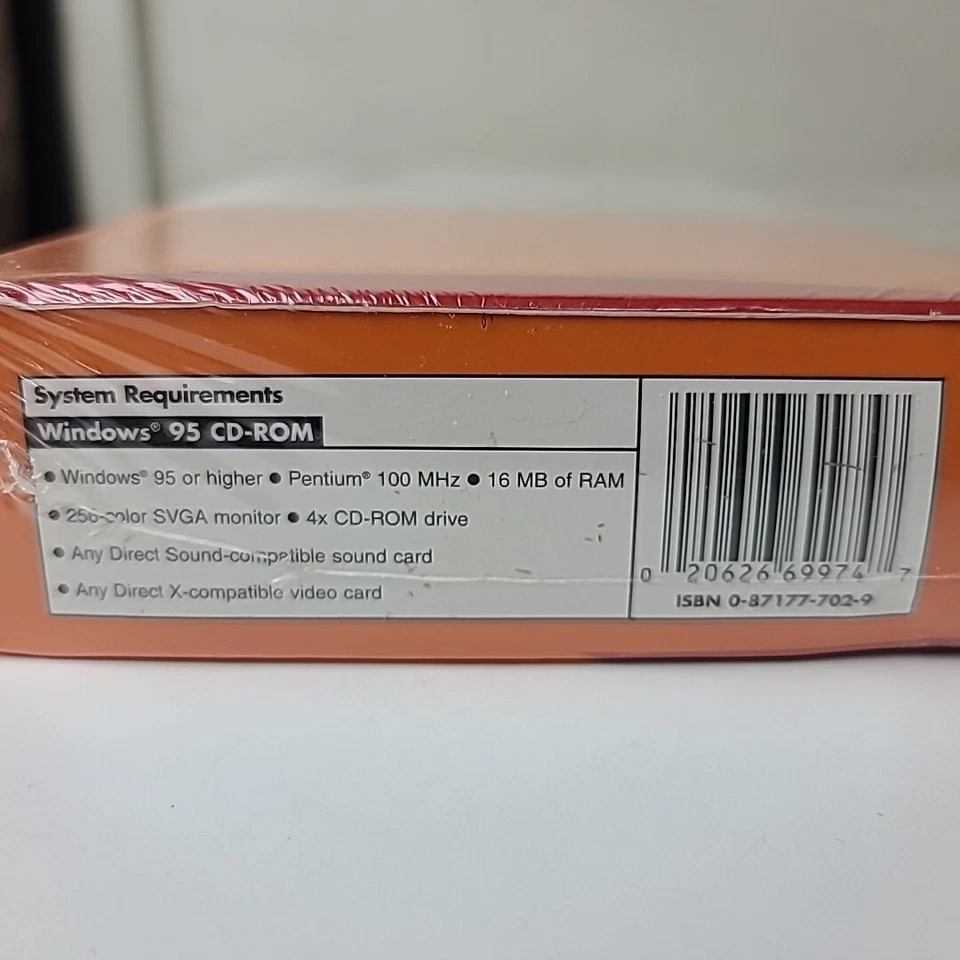 System Requirements
Windows® 95 CD-ROM
• Windows® 95 or higher • Pentium® 100 MHz • 16 MB of RAM
• 256-color SVGA monitor • 4x CD-ROM drive
• Any Direct Sound-compatible sound card
• Any Direct X-compatible video card
0 20626 69974 7
ISBN 0-87177-702-9